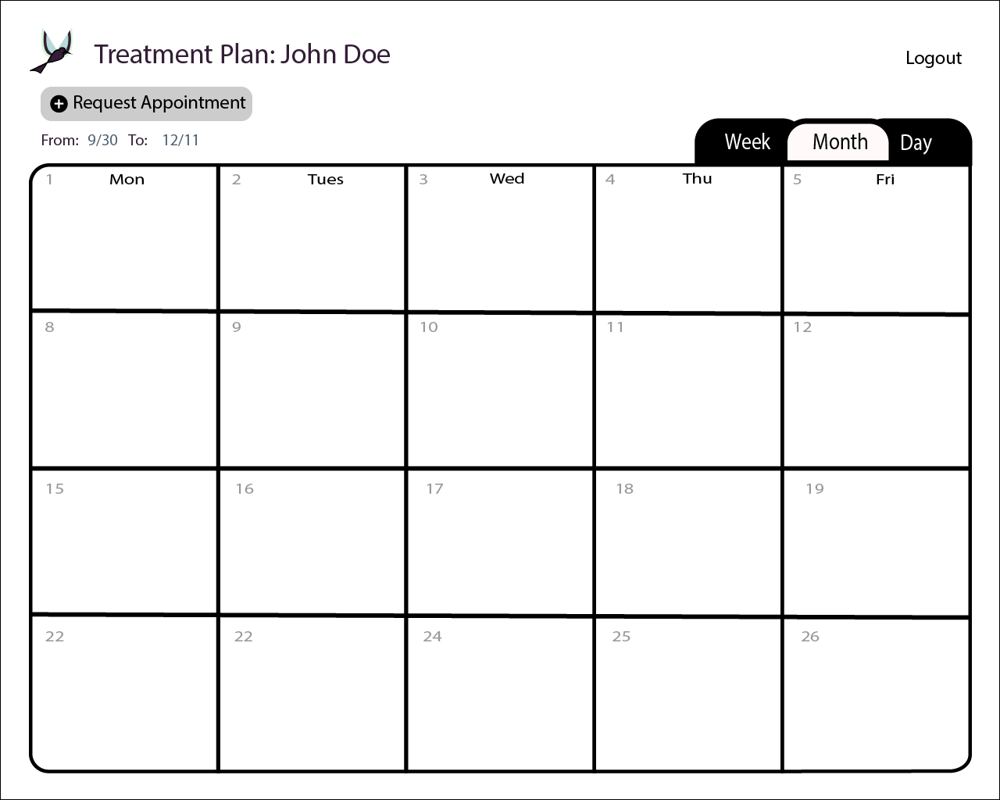 Treatment Plan: John Doe
Logout
Request Appointment
From: 9/30 To: 12/11
Week Month Day
1 Mon 2 Tues 3 Wed 4 Thu 5 Fri
8 9 10 11 12
15 16 17 18 19
22 22 24 25 26